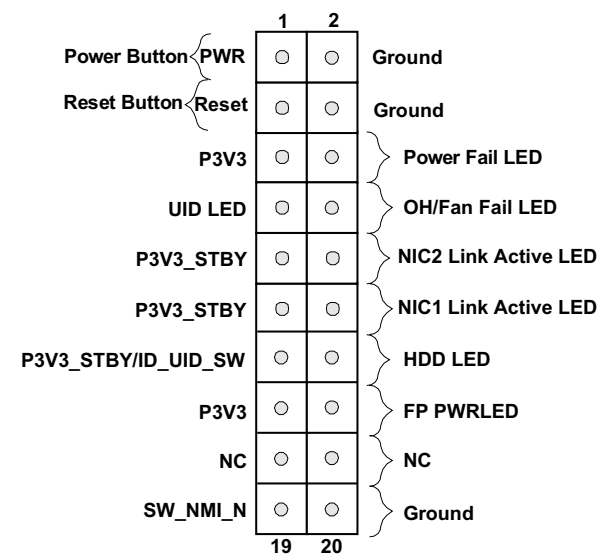 1 2
Power Button PWR Ground
Reset Button Reset Ground
P3V3 Power Fail LED
UID LED OH/Fan Fail LED
P3V3_STBY NIC2 Link Active LED
P3V3_STBY NIC1 Link Active LED
P3V3_STBY/ID_UID_SW HDD LED
P3V3 FP PWRLED
NC NC
SW_NMI_N Ground
19 20